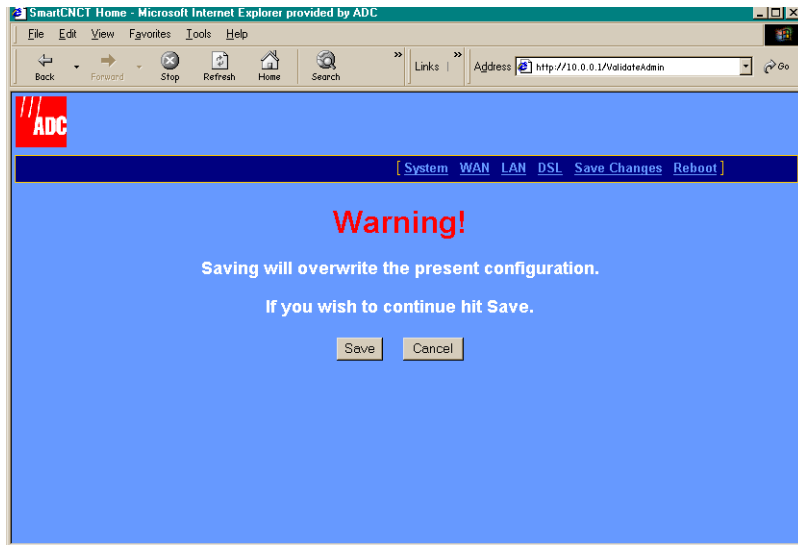 SmartCNCT Home - Microsoft Internet Explorer provided by ADC
File Edit View Favorites Tools Help
Back Forward Stop Refresh Home Search » Links » Address http://10.0.0.1/ValidateAdmin Go
ADC
[ System WAN LAN DSL Save Changes Reboot ]
Warning!
Saving will overwrite the present configuration.
If you wish to continue hit Save.
Save Cancel